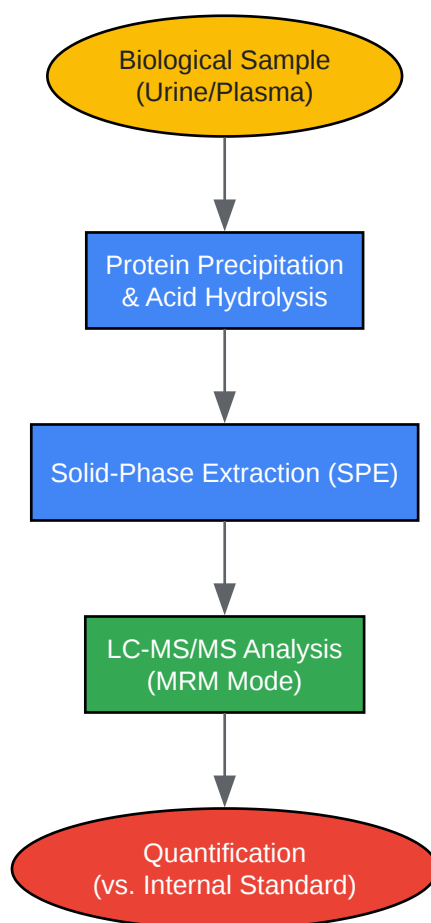 Biological Sample
(Urine/Plasma)
Protein Precipitation
& Acid Hydrolysis
Solid-Phase Extraction (SPE)
LC-MS/MS Analysis
(MRM Mode)
Quantification
(vs. Internal Standard)